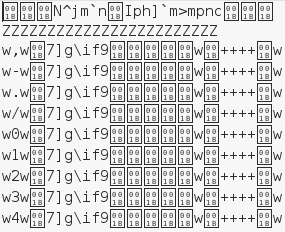 ␛␛␛N^jm`n␛Iph]`m>mpnc␛␛␛
ZZZZZZZZZZZZZZZZZZZZZZZZ
w,w␛7]g\if9␛␛␛␛␛w␛++++␛w
w-w␛7]g\if9␛␛␛␛␛w␛++++␛w
w.w␛7]g\if9␛␛␛␛␛w␛++++␛w
w/w␛7]g\if9␛␛␛␛␛w␛++++␛w
w0w␛7]g\if9␛␛␛␛␛w␛++++␛w
w1w␛7]g\if9␛␛␛␛␛w␛++++␛w
w2w␛7]g\if9␛␛␛␛␛w␛++++␛w
w3w␛7]g\if9␛␛␛␛␛w␛++++␛w
w4w␛7]g\if9␛␛␛␛␛w␛++++␛w